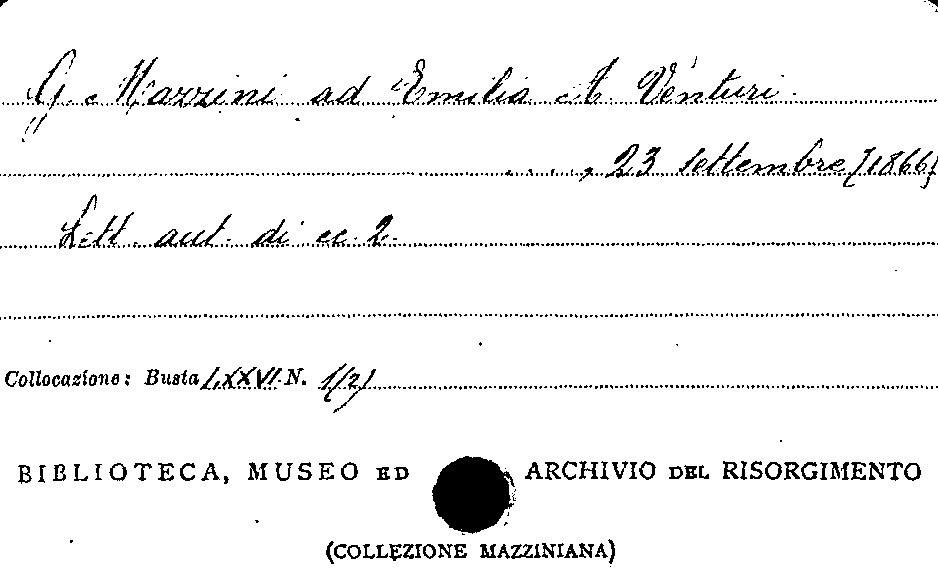 G. Mazzini ad Emilia A. Venturi.
...., 23 settembre [1866]
Lett. aut. di cc. 2.
Collocazione: Busta LXXVI N. 1(2)
BIBLIOTECA, MUSEO ED ARCHIVIO DEL RISORGIMENTO
(COLLEZIONE MAZZINIANA)